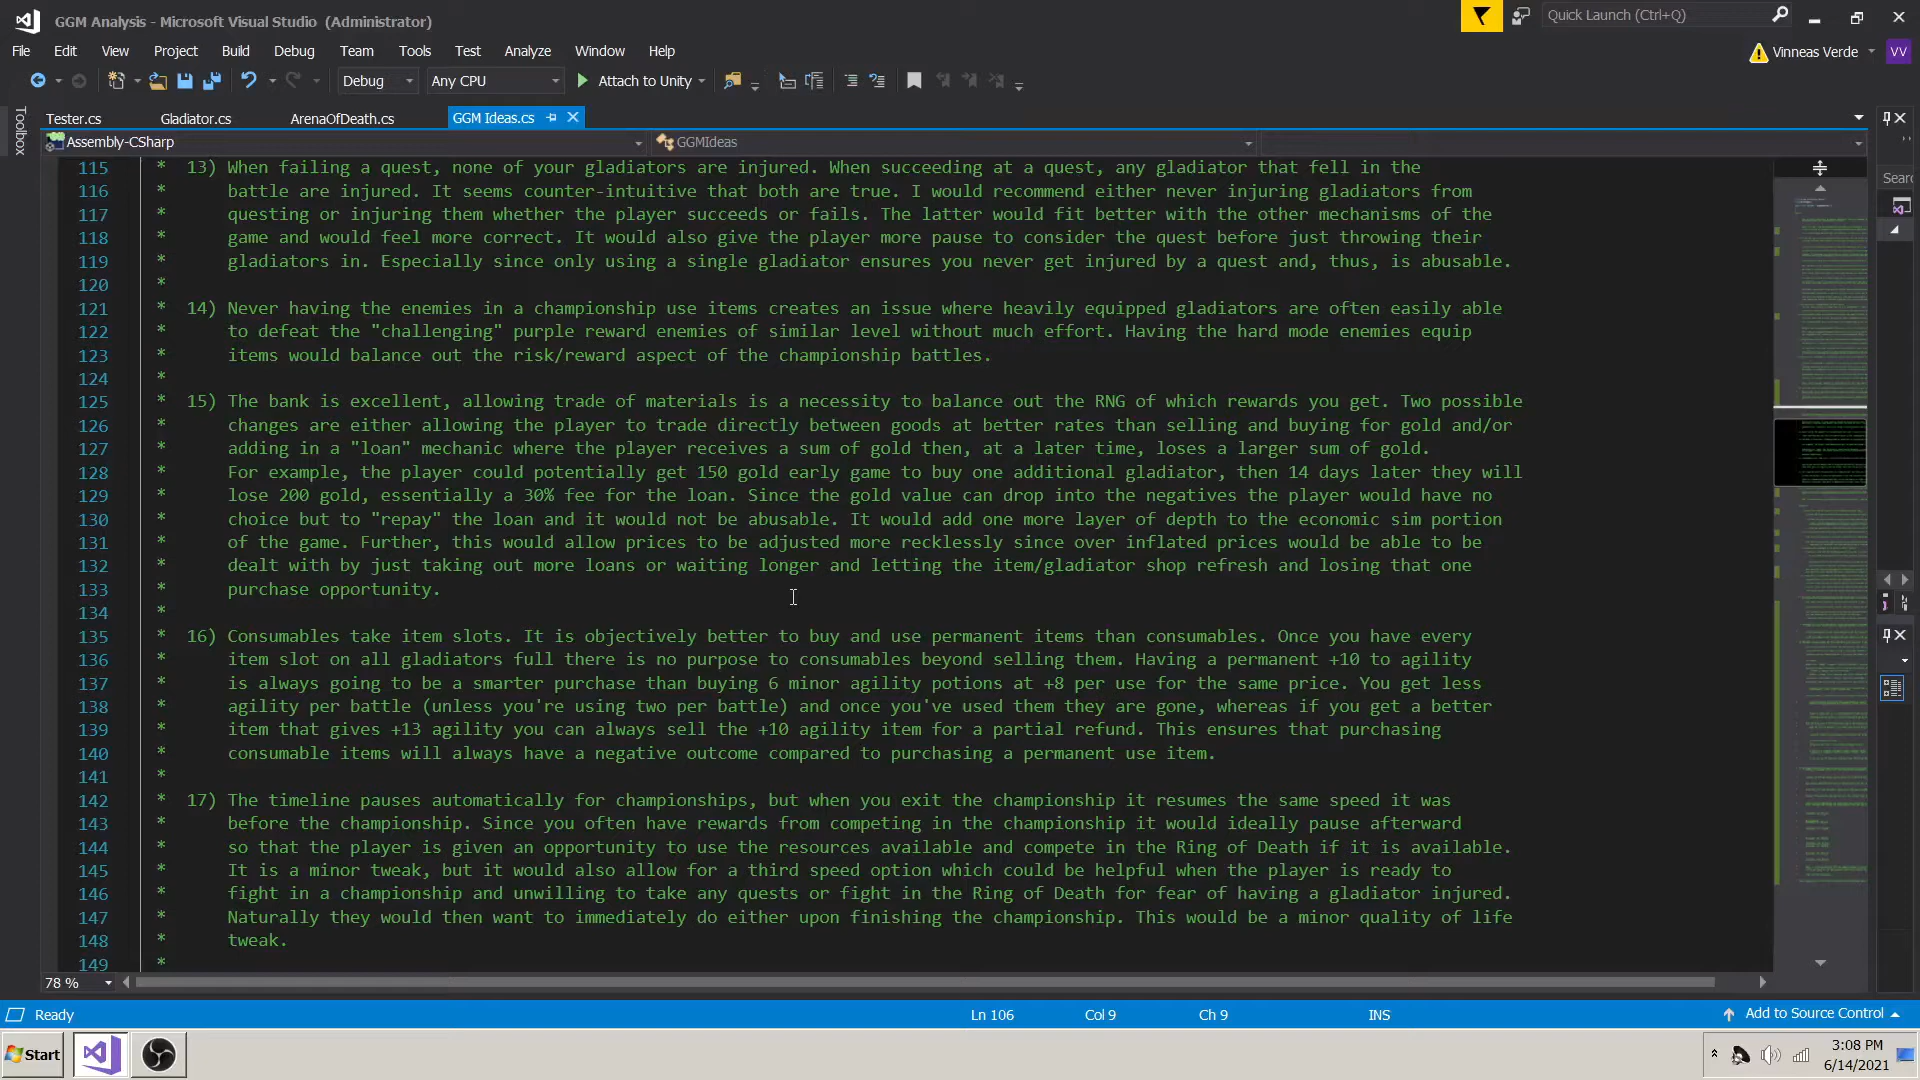 GGM Analysis - Microsoft Visual Studio (Administrator)
Quick Launch (Ctrl+Q)
File Edit View Project Build Debug Team Tools Test Analyze Window Help
Vinneas Verde VV
Debug Any CPU Attach to Unity
Toolbox
Tester.cs Gladiator.cs ArenaOfDeath.cs GGM Ideas.cs
Assembly-CSharp GGMIdeas
Sear
115 * 13) When failing a quest, none of your gladiators are injured. When succeeding at a quest, any gladiator that fell in the
116 * battle are injured. It seems counter-intuitive that both are true. I would recommend either never injuring gladiators from
117 * questing or injuring them whether the player succeeds or fails. The latter would fit better with the other mechanisms of the
118 * game and would feel more correct. It would also give the player more pause to consider the quest before just throwing their
119 * gladiators in. Especially since only using a single gladiator ensures you never get injured by a quest and, thus, is abusable.
120 *
121 * 14) Never having the enemies in a championship use items creates an issue where heavily equipped gladiators are often easily able
122 * to defeat the "challenging" purple reward enemies of similar level without much effort. Having the hard mode enemies equip
123 * items would balance out the risk/reward aspect of the championship battles.
124 *
125 * 15) The bank is excellent, allowing trade of materials is a necessity to balance out the RNG of which rewards you get. Two possible
126 * changes are either allowing the player to trade directly between goods at better rates than selling and buying for gold and/or
127 * adding in a "loan" mechanic where the player receives a sum of gold then, at a later time, loses a larger sum of gold.
128 * For example, the player could potentially get 150 gold early game to buy one additional gladiator, then 14 days later they will
129 * lose 200 gold, essentially a 30% fee for the loan. Since the gold value can drop into the negatives the player would have no
130 * choice but to "repay" the loan and it would not be abusable. It would add one more layer of depth to the economic sim portion
131 * of the game. Further, this would allow prices to be adjusted more recklessly since over inflated prices would be able to be
132 * dealt with by just taking out more loans or waiting longer and letting the item/gladiator shop refresh and losing that one
133 * purchase opportunity.
134 *
135 * 16) Consumables take item slots. It is objectively better to buy and use permanent items than consumables. Once you have every
136 * item slot on all gladiators full there is no purpose to consumables beyond selling them. Having a permanent +10 to agility
137 * is always going to be a smarter purchase than buying 6 minor agility potions at +8 per use for the same price. You get less
138 * agility per battle (unless you're using two per battle) and once you've used them they are gone, whereas if you get a better
139 * item that gives +13 agility you can always sell the +10 agility item for a partial refund. This ensures that purchasing
140 * consumable items will always have a negative outcome compared to purchasing a permanent use item.
141 *
142 * 17) The timeline pauses automatically for championships, but when you exit the championship it resumes the same speed it was
143 * before the championship. Since you often have rewards from competing in the championship it would ideally pause afterward
144 * so that the player is given an opportunity to use the resources available and compete in the Ring of Death if it is available.
145 * It is a minor tweak, but it would also allow for a third speed option which could be helpful when the player is ready to
146 * fight in a championship and unwilling to take any quests or fight in the Ring of Death for fear of having a gladiator injured.
147 * Naturally they would then want to immediately do either upon finishing the championship. This would be a minor quality of life
148 * tweak.
149 *
78 %
Ready Ln 106 Col 9 Ch 9 INS Add to Source Control
Start 3:08 PM
6/14/2021